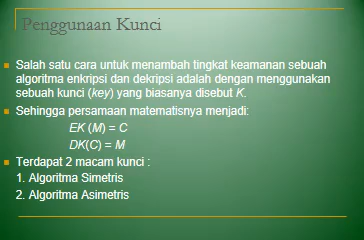 Penggunaan Kunci
Salah satu cara untuk menambah tingkat keamanan sebuah
algoritma enkripsi dan dekripsi adalah dengan menggunakan
sebuah kunci (key) yang biasanya disebut K.
Sehingga persamaan matematisnya menjadi:
EK (M) = C
DK(C) = M
Terdapat 2 macam kunci :
1. Algoritma Simetris
2. Algoritma Asimetris